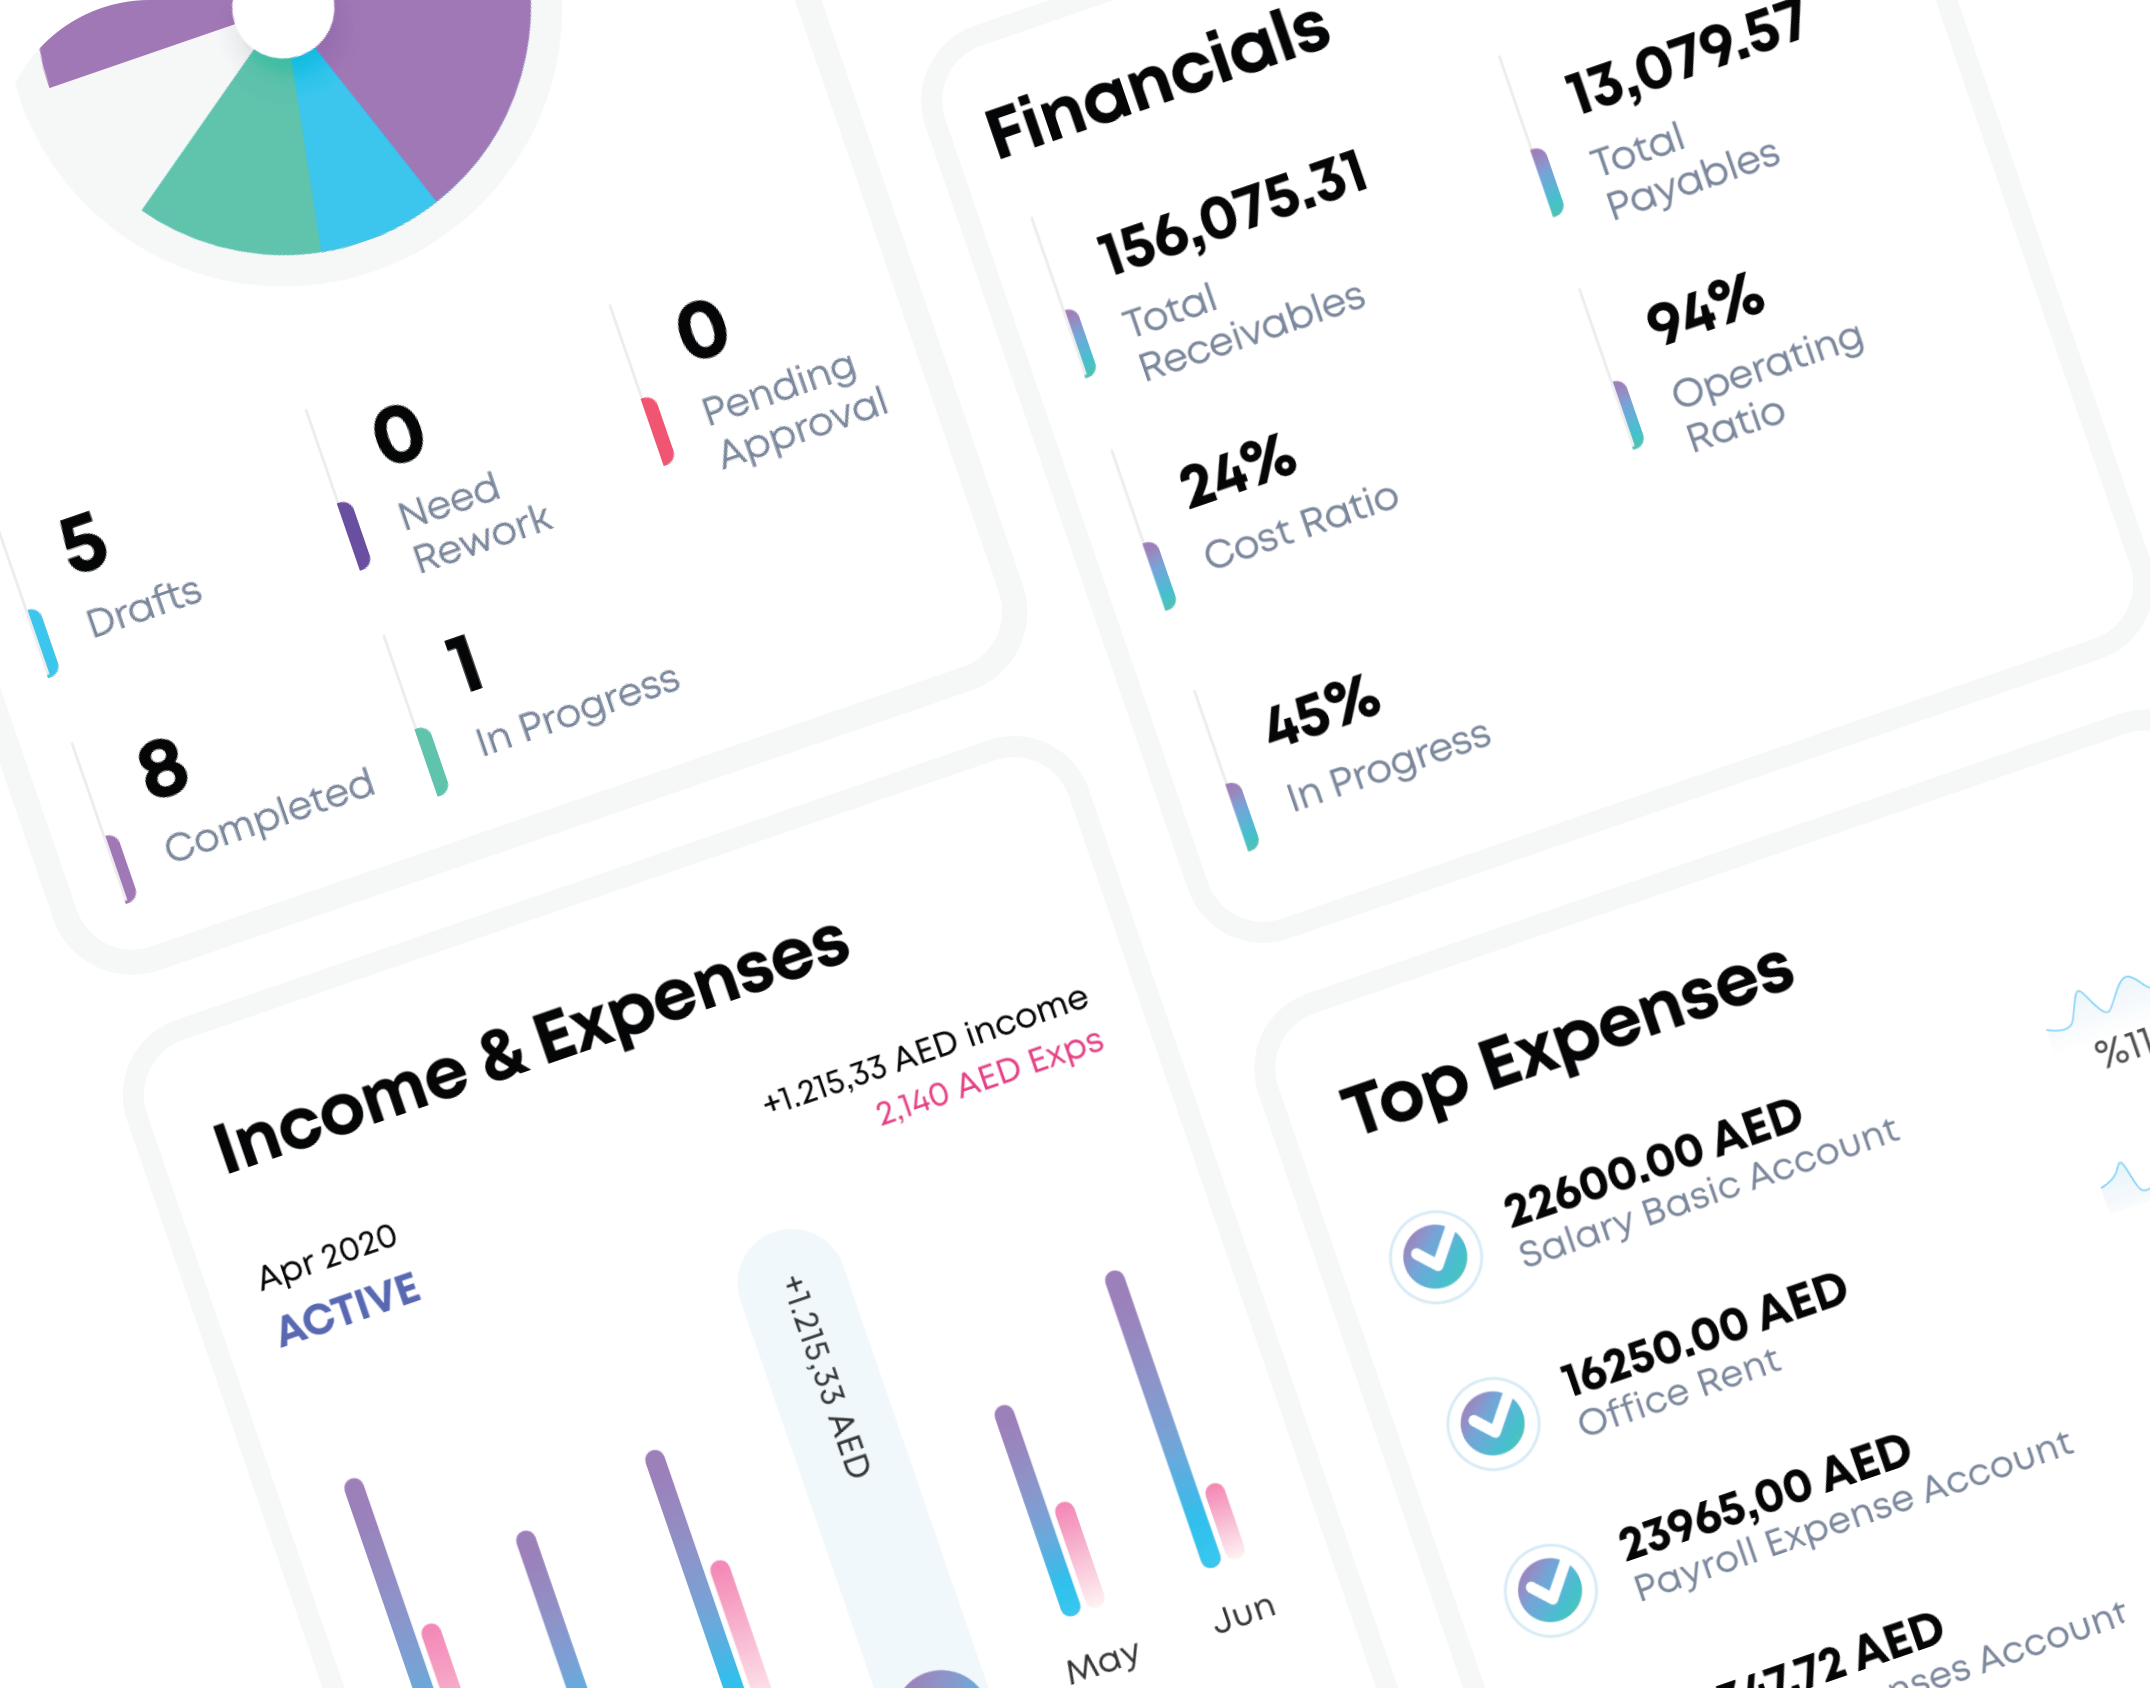 5
Drafts
0
Need
Rework
0
Pending
Approval
8
Completed
1
In Progress
Financials
156,075.31
Total
Receivables
13,079.57
Total
Payables
24%
Cost Ratio
94%
Operating
Ratio
45%
In Progress
Income & Expenses
+1.215,33 AED income
2,140 AED Exps
Apr 2020
ACTIVE
+1.215,33 AED
May
Jun
Top Expenses
%11
22600.00 AED
Salary Basic Account
16250.00 AED
Office Rent
23965,00 AED
Payroll Expense Account
7.72 AED
Account